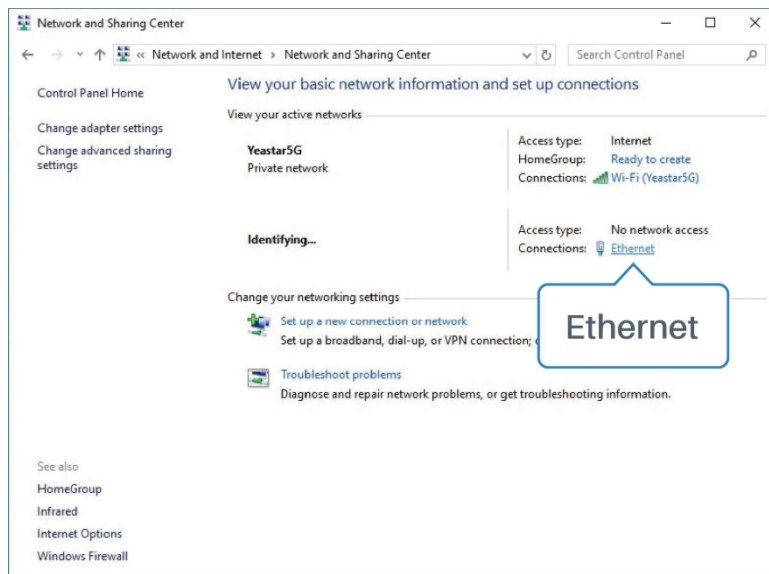 Network and Sharing Center
« Network and Internet › Network and Sharing Center
Search Control Panel
Control Panel Home
Change adapter settings
Change advanced sharing
settings
View your basic network information and set up connections
View your active networks
Yeastar5G
Private network
Access type: Internet
HomeGroup: Ready to create
Connections: Wi-Fi (Yeastar5G)
Identifying...
Access type: No network access
Connections: Ethernet
Ethernet
Change your networking settings
Set up a new connection or network
Set up a broadband, dial-up, or VPN connection;
Troubleshoot problems
Diagnose and repair network problems, or get troubleshooting information.
See also
HomeGroup
Infrared
Internet Options
Windows Firewall